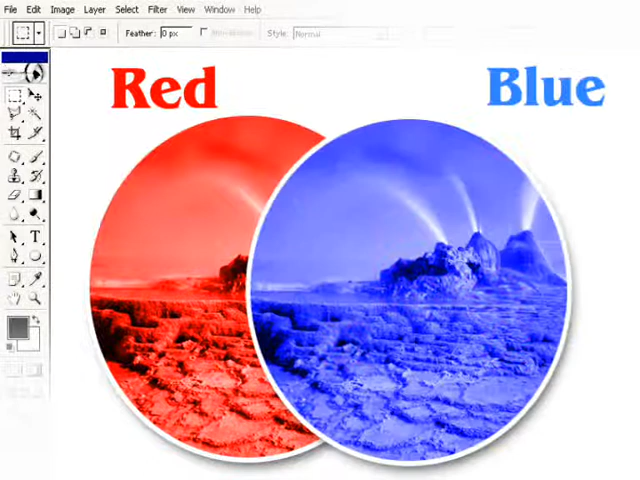 File Edit Image Layer Select Filter View Window Help
Feather: 0 px Style: Normal
Red Blue